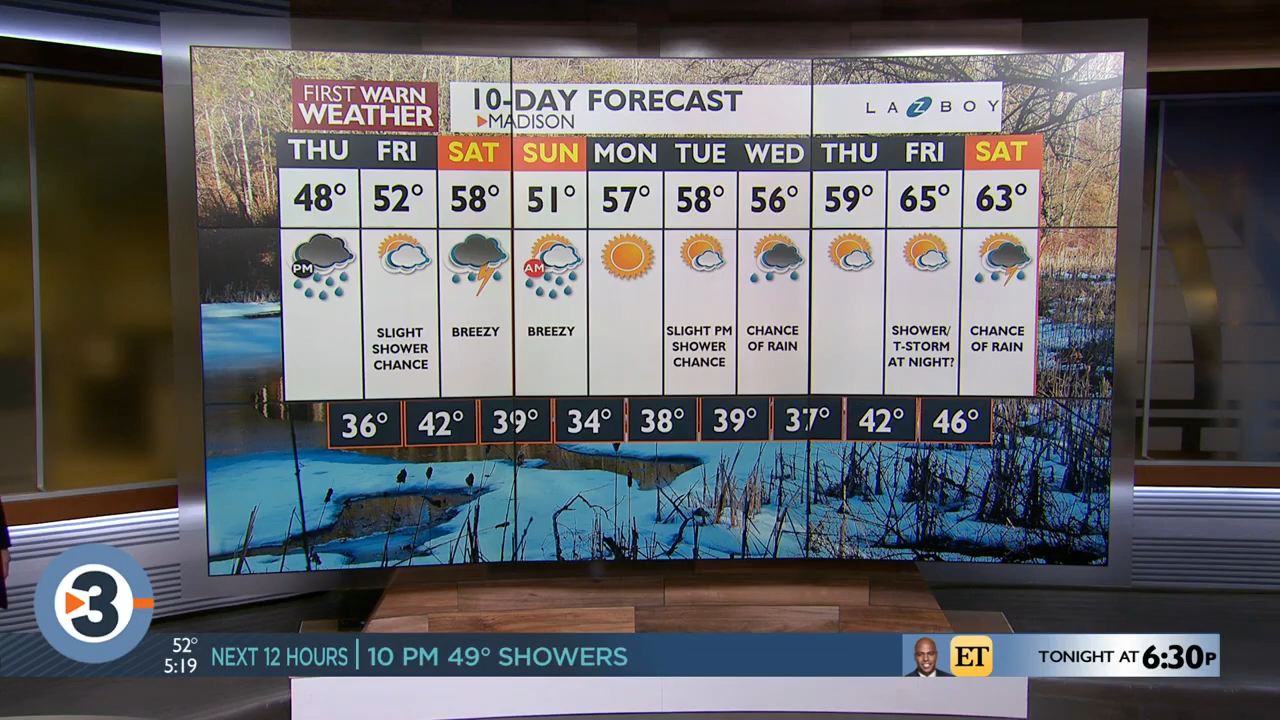 FIRST WARN
WEATHER
10-DAY FORECAST
▶MADISON
LA Z BOY
THU FRI SAT SUN MON TUE WED THU FRI SAT
48° 52° 58° 51° 57° 58° 56° 59° 65° 63°
PM
AM
SLIGHT
SHOWER
CHANCE
BREEZY
BREEZY
SLIGHT PM
SHOWER
CHANCE
CHANCE
OF RAIN
SHOWER/
T-STORM
AT NIGHT?
CHANCE
OF RAIN
36° 42° 39° 34° 38° 39° 37° 42° 46°
3
52°
5:19
NEXT 12 HOURS | 10 PM 49° SHOWERS
ET
TONIGHT AT 6:30P